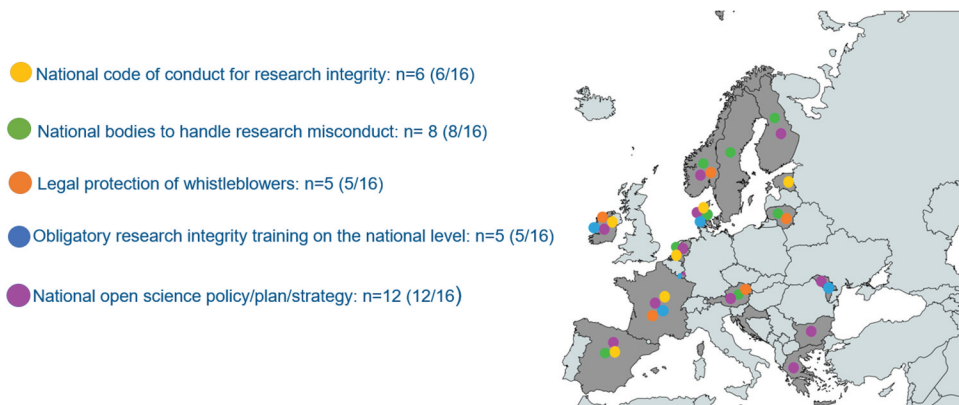 National code of conduct for research integrity: n=6 (6/16)
National bodies to handle research misconduct: n= 8 (8/16)
Legal protection of whistleblowers: n=5 (5/16)
Obligatory research integrity training on the national level: n=5 (5/16)
National open science policy/plan/strategy: n=12 (12/16)